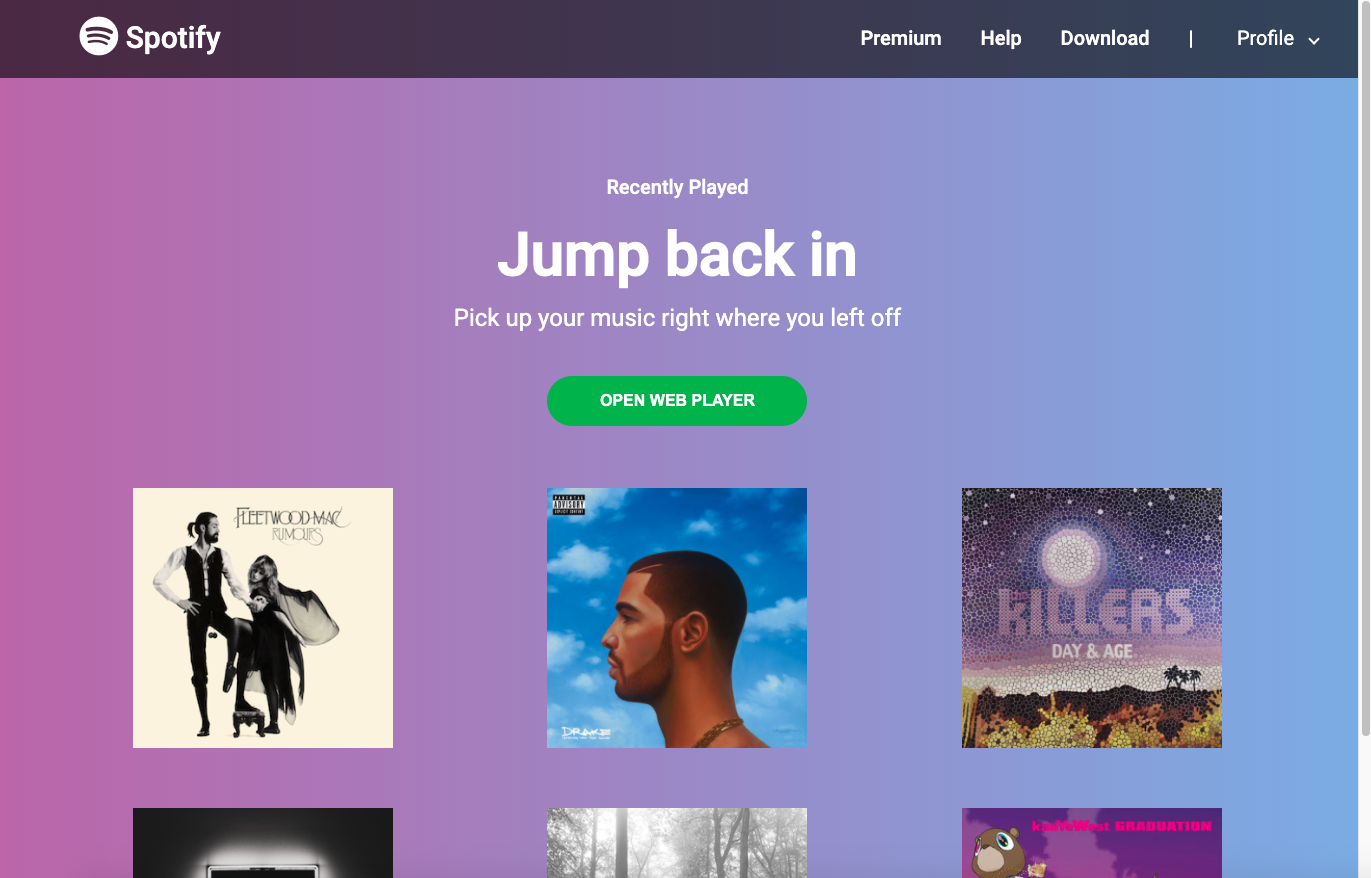 Spotify
Premium Help Download | Profile
Recently Played
Jump back in
Pick up your music right where you left off
OPEN WEB PLAYER
FLEETWOOD MAC
RUMOURS
PARENTAL
ADVISORY
EXPLICIT CONTENT
DRAKE
THE
KILLERS
DAY & AGE
kanYeWest GRADUATION